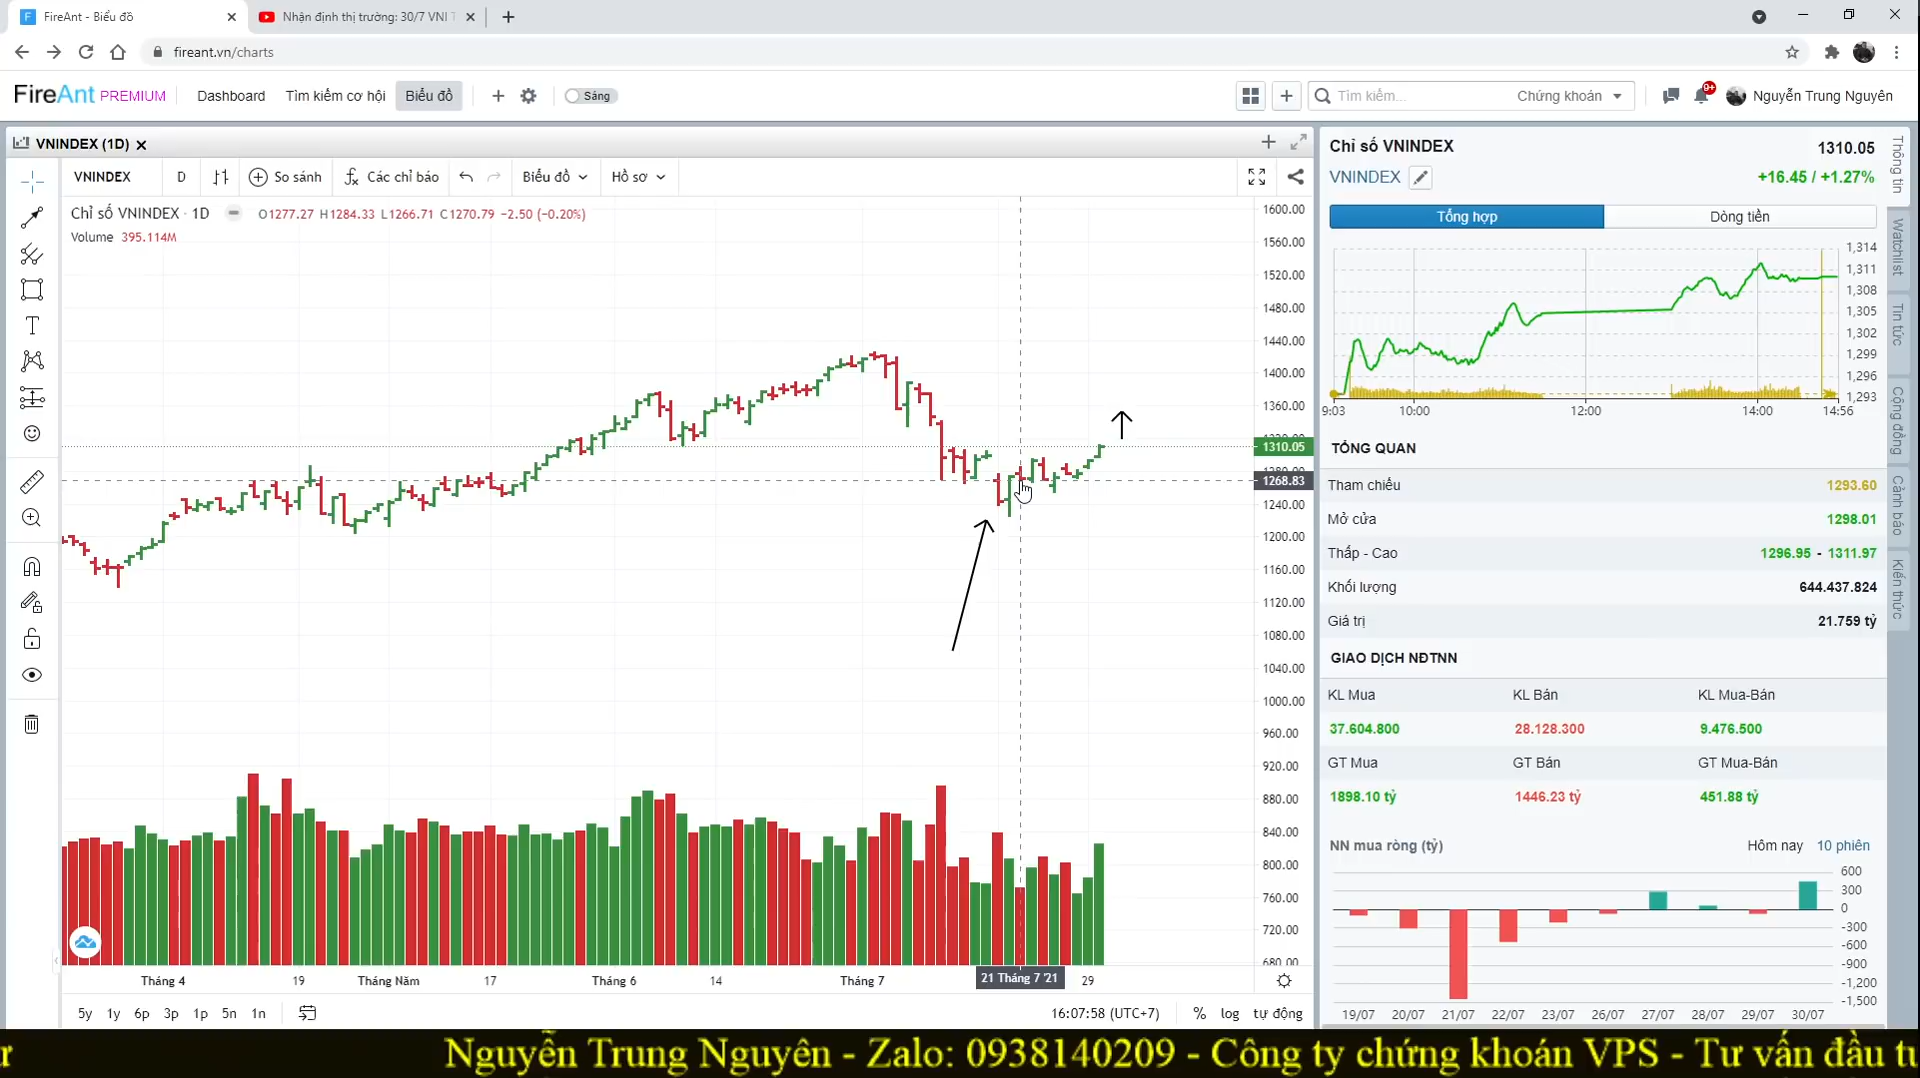 FireAnt - Biểu đồ
Nhận định thị trường: 30/7 VNI T
fireant.vn/charts
FireAnt PREMIUM
Dashboard
Tìm kiếm cơ hội
Biểu đồ
Sáng
Tìm kiếm...
Chứng khoán
9+
Nguyễn Trung Nguyên
VNINDEX (1D)
VNINDEX
D
So sánh
Các chỉ báo
Biểu đồ
Hồ sơ
Chỉ số VNINDEX · 1D
O1277.27 H1284.33 L1266.71 C1270.79 −2.50 (−0.20%)
Volume 395.114M
1600.00
1560.00
1520.00
1480.00
1440.00
1400.00
1360.00
1310.05
1268.83
1240.00
1200.00
1160.00
1120.00
1080.00
1040.00
1000.00
960.00
920.00
880.00
840.00
800.00
760.00
720.00
680.00
Tháng 4
19
Tháng Năm
17
Tháng 6
14
Tháng 7
21 Tháng 7 '21
29
5y 1y 6p 3p 1p 5n 1n
16:07:58 (UTC+7)
% log tự động
Chỉ số VNINDEX
1310.05
VNINDEX
+16.45 / +1.27%
Tổng hợp
Dòng tiền
1,314
1,311
1,308
1,305
1,302
1,299
1,296
1,293
9:03 10:00 12:00 14:00 14:56
TỔNG QUAN
Tham chiếu 1293.60
Mở cửa 1298.01
Thấp - Cao 1296.95 - 1311.97
Khối lượng 644.437.824
Giá trị 21.759 tỷ
GIAO DỊCH NĐTNN
KL Mua KL Bán KL Mua-Bán
37.604.800 28.128.300 9.476.500
GT Mua GT Bán GT Mua-Bán
1898.10 tỷ 1446.23 tỷ 451.88 tỷ
NN mua ròng (tỷ)
Hôm nay 10 phiên
600
300
0
-300
-600
-900
-1,200
-1,500
19/07 20/07 21/07 22/07 23/07 26/07 27/07 28/07 29/07 30/07
Thông tin
Watchlist
Tin tức
Cộng đồng
Cảnh báo
Kiến thức
ư Nguyễn Trung Nguyên - Zalo: 0938140209 - Công ty chứng khoán VPS - Tư vấn đầu tư